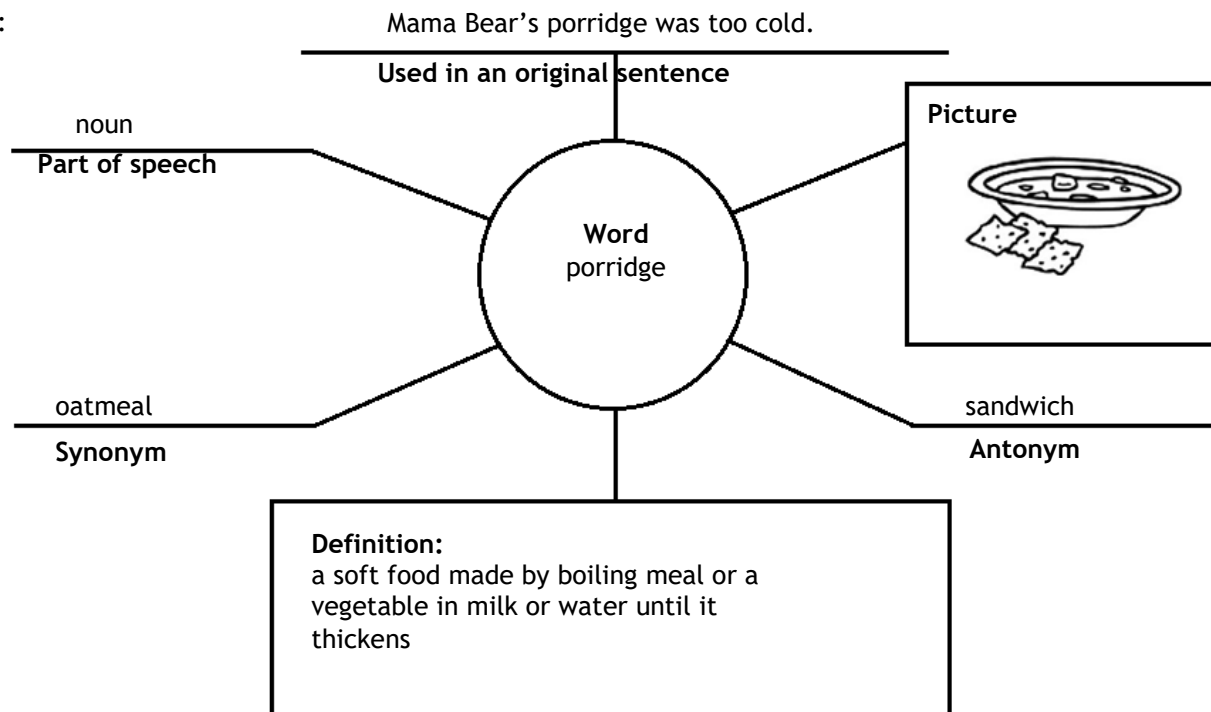 :
Mama Bear’s porridge was too cold.
Used in an original sentence
noun
Part of speech
Picture
Word
porridge
oatmeal
Synonym
sandwich
Antonym
Definition:
a soft food made by boiling meal or a
vegetable in milk or water until it
thickens